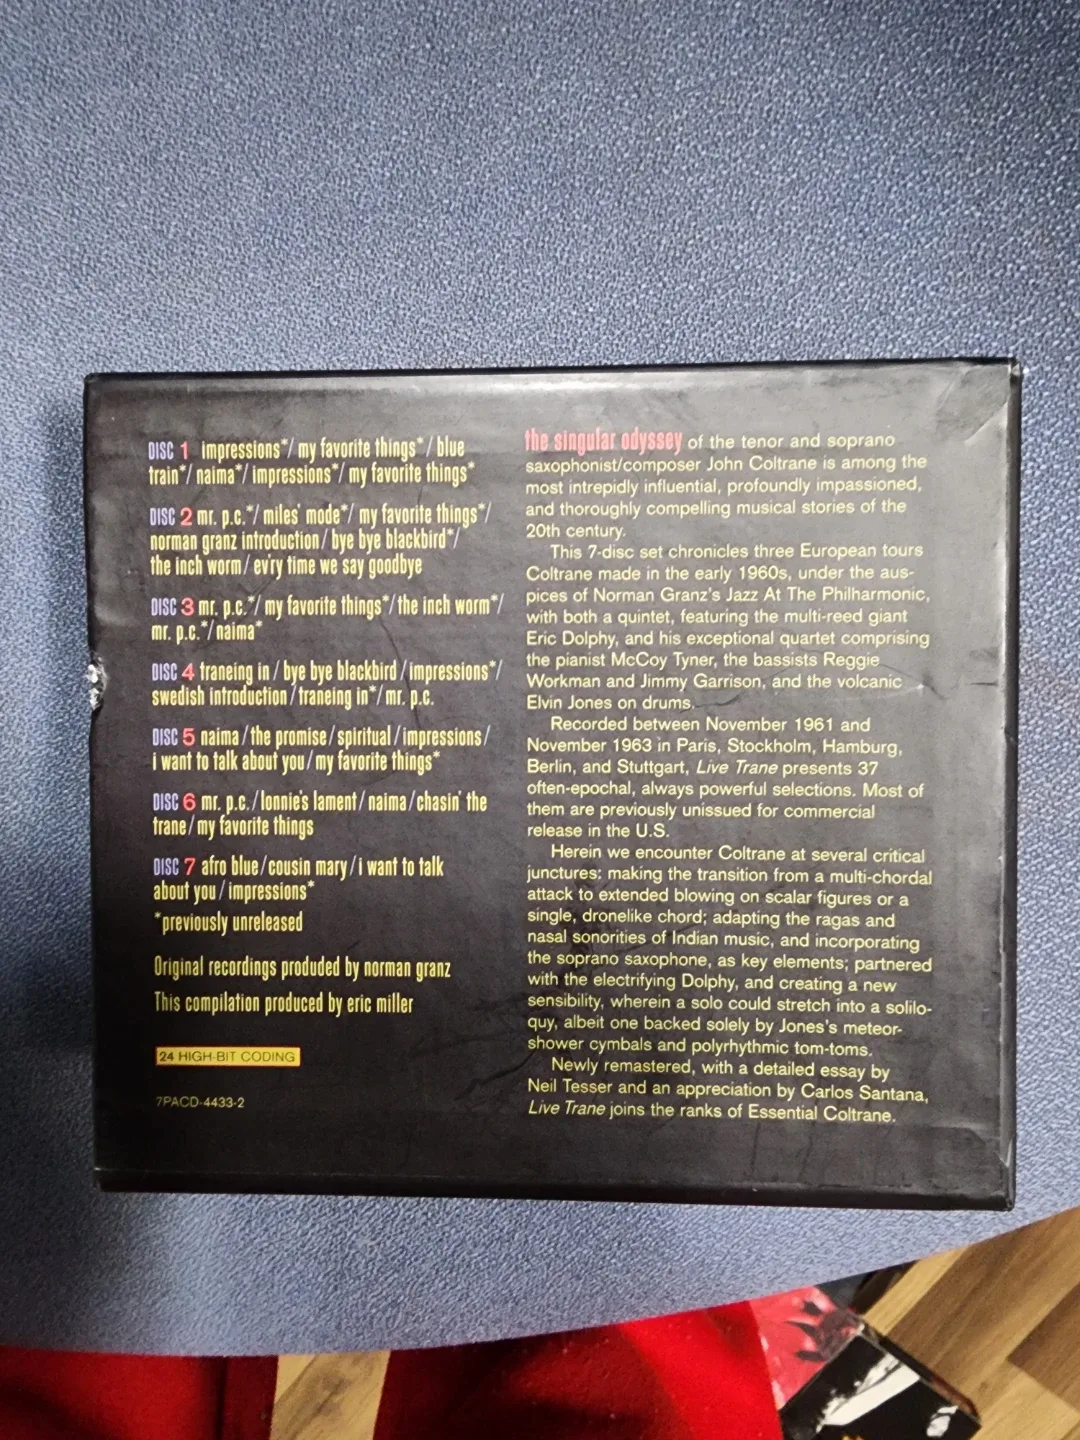 DISC 1 impressions*/ my favorite things* / blue
train*/ naima*/ impressions*/ my favorite things*
DISC 2 mr. p.c.*/ miles' mode*/ my favorite things*/
norman granz introduction/ bye bye blackbird*/
the inch worm/ ev'ry time we say goodbye
DISC 3 mr. p.c.*/ my favorite things*/ the inch worm*/
mr. p.c.*/ naima*
DISC 4 traneing in / bye bye blackbird / impressions*/
swedish introduction / traneing in*/ mr. p.c.
DISC 5 naima / the promise / spiritual / impressions /
i want to talk about you / my favorite things*
DISC 6 mr. p.c. / lonnie's lament / naima / chasin' the
trane / my favorite things
DISC 7 afro blue / cousin mary / i want to talk
about you / impressions*
*previously unreleased
Original recordings produded by norman granz
This compilation produced by eric miller
24 HIGH-BIT CODING
7PACD-4433-2
the singular odyssey of the tenor and soprano
saxophonist/composer John Coltrane is among the
most intrepidly influential, profoundly impassioned,
and thoroughly compelling musical stories of the
20th century.
This 7-disc set chronicles three European tours
Coltrane made in the early 1960s, under the aus-
pices of Norman Granz's Jazz At The Philharmonic,
with both a quintet, featuring the multi-reed giant
Eric Dolphy, and his exceptional quartet comprising
the pianist McCoy Tyner, the bassists Reggie
Workman and Jimmy Garrison, and the volcanic
Elvin Jones on drums.
Recorded between November 1961 and
November 1963 in Paris, Stockholm, Hamburg,
Berlin, and Stuttgart, Live Trane presents 37
often-epochal, always powerful selections. Most of
them are previously unissued for commercial
release in the U.S.
Herein we encounter Coltrane at several critical
junctures: making the transition from a multi-chordal
attack to extended blowing on scalar figures or a
single, dronelike chord; adapting the ragas and
nasal sonorities of Indian music, and incorporating
the soprano saxophone, as key elements; partnered
with the electrifying Dolphy, and creating a new
sensibility, wherein a solo could stretch into a solilo-
quy, albeit one backed solely by Jones's meteor-
shower cymbals and polyrhythmic tom-toms.
Newly remastered, with a detailed essay by
Neil Tesser and an appreciation by Carlos Santana,
Live Trane joins the ranks of Essential Coltrane.